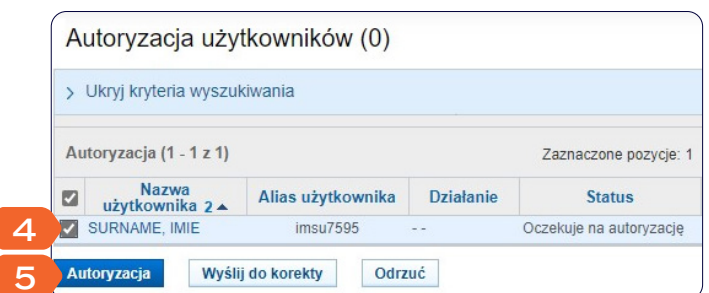 Autoryzacja użytkowników (0)
> Ukryj kryteria wyszukiwania
Autoryzacja (1 - 1 z 1) Zaznaczone pozycje: 1
Nazwa użytkownika 2 Alias użytkownika Działanie Status
4 SURNAME, IMIE imsu7595 - - Oczekuje na autoryzację
5 Autoryzacja Wyślij do korekty Odrzuć